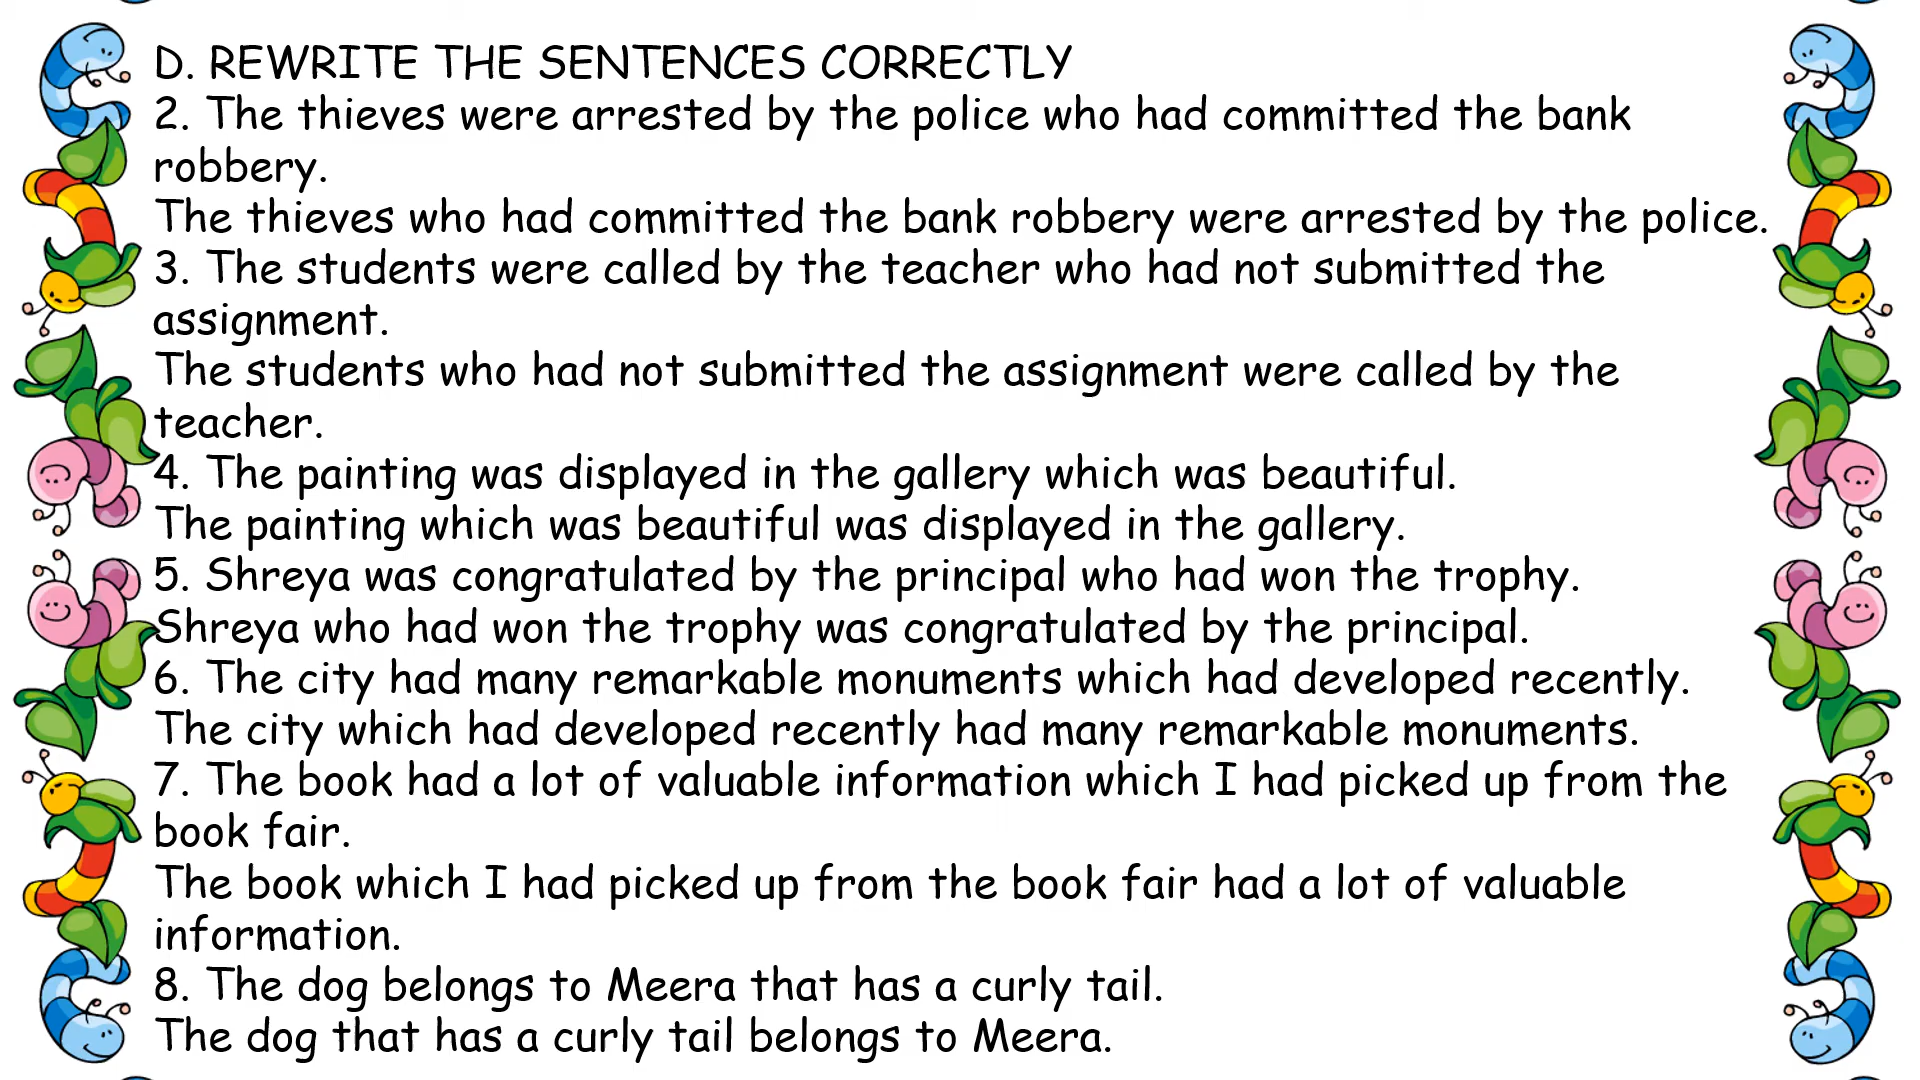 D. REWRITE THE SENTENCES CORRECTLY
2. The thieves were arrested by the police who had committed the bank
robbery.
The thieves who had committed the bank robbery were arrested by the police.
3. The students were called by the teacher who had not submitted the
assignment.
The students who had not submitted the assignment were called by the
teacher.
4. The painting was displayed in the gallery which was beautiful.
The painting which was beautiful was displayed in the gallery.
5. Shreya was congratulated by the principal who had won the trophy.
Shreya who had won the trophy was congratulated by the principal.
6. The city had many remarkable monuments which had developed recently.
The city which had developed recently had many remarkable monuments.
7. The book had a lot of valuable information which I had picked up from the
book fair.
The book which I had picked up from the book fair had a lot of valuable
information.
8. The dog belongs to Meera that has a curly tail.
The dog that has a curly tail belongs to Meera.